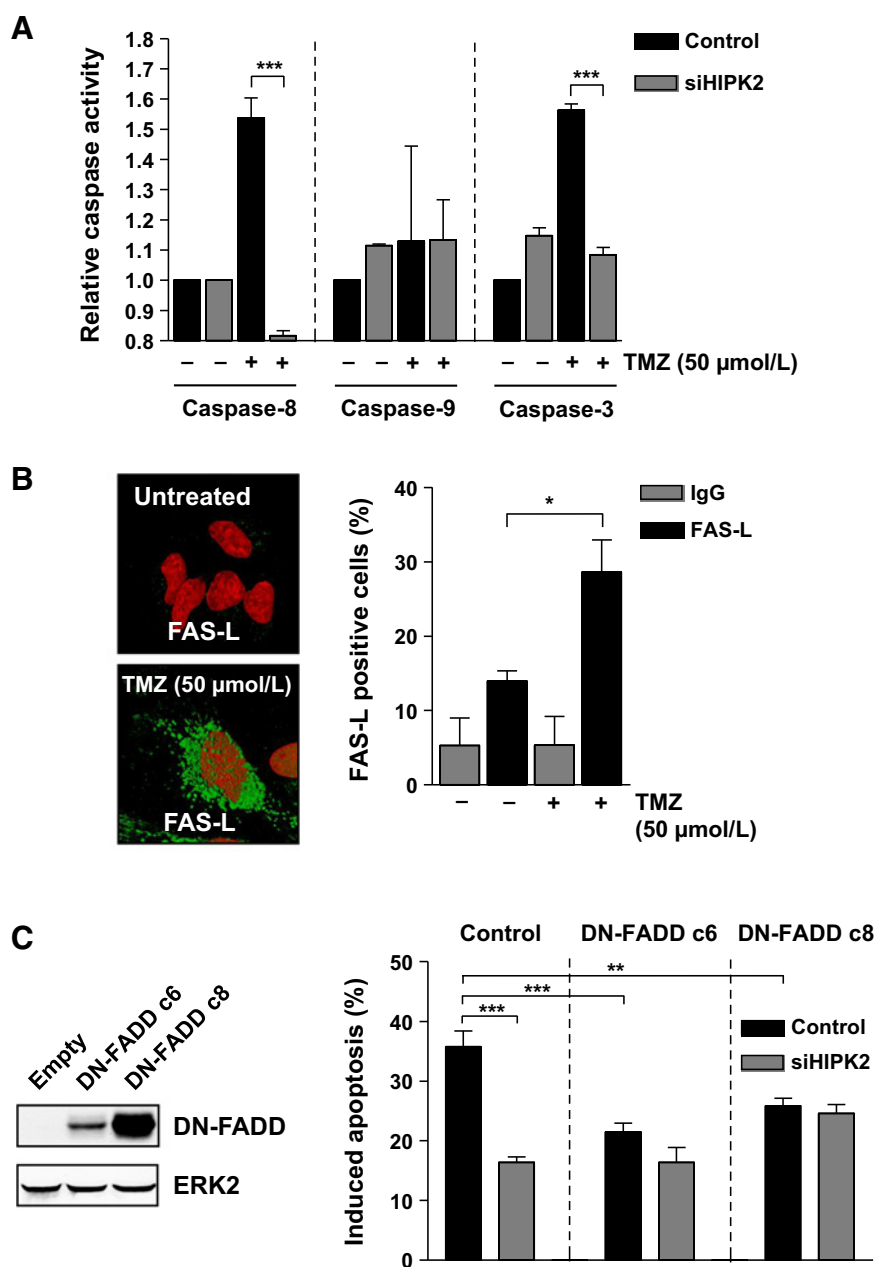 A
1.8
1.7
1.6
1.5
1.4
1.3
1.2
1.1
1.0
0.9
0.8
Relative caspase activity
***
***
Control
siHIPK2
– – + + – – + + – – + + TMZ (50 µmol/L)
Caspase-8 Caspase-9 Caspase-3
B
Untreated
FAS-L
TMZ (50 µmol/L)
FAS-L
FAS-L positive cells (%)
40
30
20
10
0
*
IgG
FAS-L
– – + + TMZ
(50 µmol/L)
C
Empty
DN-FADD c6
DN-FADD c8
DN-FADD
ERK2
Control DN-FADD c6 DN-FADD c8
Induced apoptosis (%)
50
40
30
20
10
0
**
***
***
Control
siHIPK2